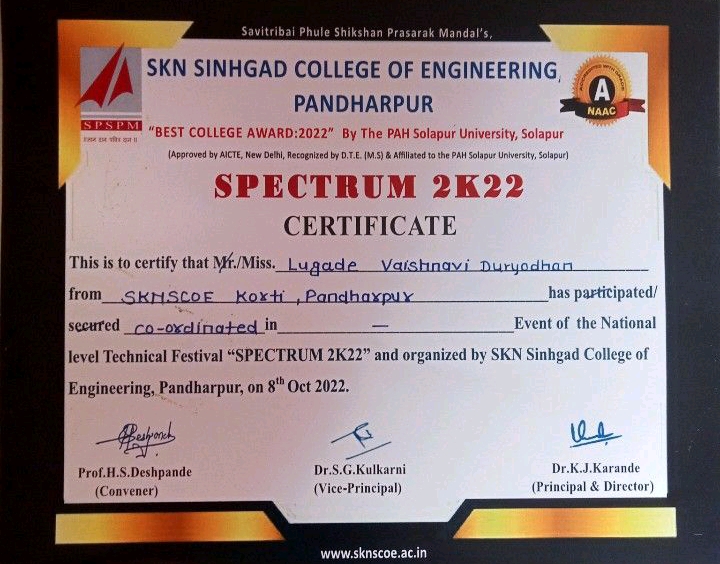 Savitribai Phule Shikshan Prasarak Mandal's,
SKN SINHGAD COLLEGE OF ENGINEERING,
PANDHARPUR
SPSPM
ACCREDITED WITH GRADE
A
NAAC
"BEST COLLEGE AWARD:2022" By The PAH Solapur University, Solapur
(Approved by AICTE, New Delhi, Recognized by D.T.E. (M.S) & Affiliated to the PAH Solapur University, Solapur)
SPECTRUM 2K22
CERTIFICATE
This is to certify that Mr./Miss. Lugade Vaishnavi Duryodhan
from SKNSCOE Korti, Pandharpur has participated/
secured co-ordinated in — Event of the National
level Technical Festival "SPECTRUM 2K22" and organized by SKN Sinhgad College of
Engineering, Pandharpur, on 8th Oct 2022.
Prof.H.S.Deshpande
(Convener)
Dr.S.G.Kulkarni
(Vice-Principal)
Dr.K.J.Karande
(Principal & Director)
www.sknscoe.ac.in